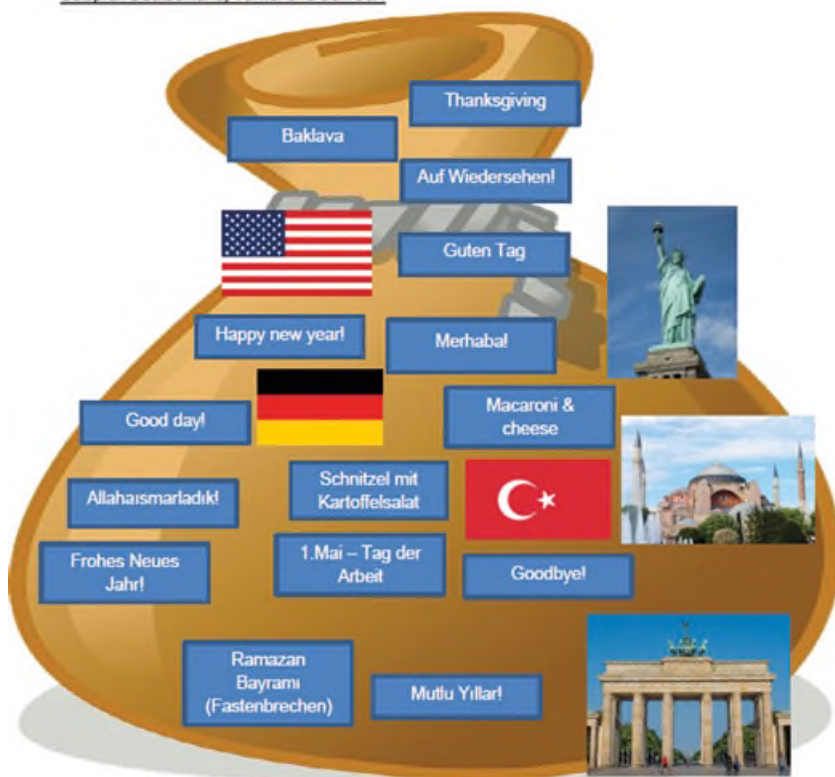 Thanksgiving
Baklava
Auf Wiedersehen!
Guten Tag
Happy new year!
Merhaba!
Macaroni &
cheese
Good day!
Schnitzel mit
Kartoffelsalat
Allahaısmarladık!
1.Mai – Tag der
Arbeit
Frohes Neues
Jahr!
Goodbye!
Ramazan
Bayramı
(Fastenbrechen)
Mutlu Yıllar!